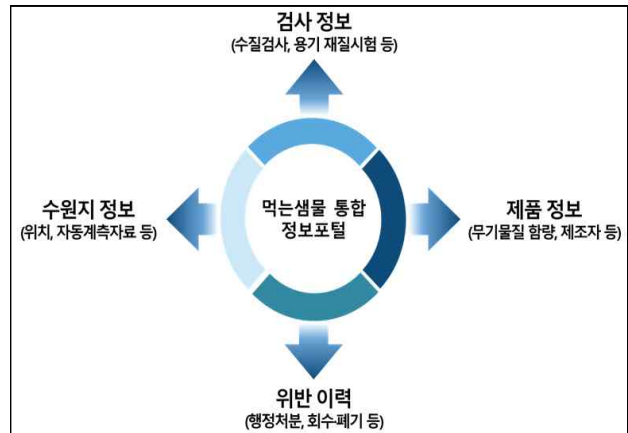 검사 정보
(수질검사, 용기 재질시험 등)
수원지 정보
(위치, 자동계측자료 등)
먹는샘물 통합
정보포털
제품 정보
(무기물질 함량, 제조자 등)
위반 이력
(행정처분, 회수·폐기 등)